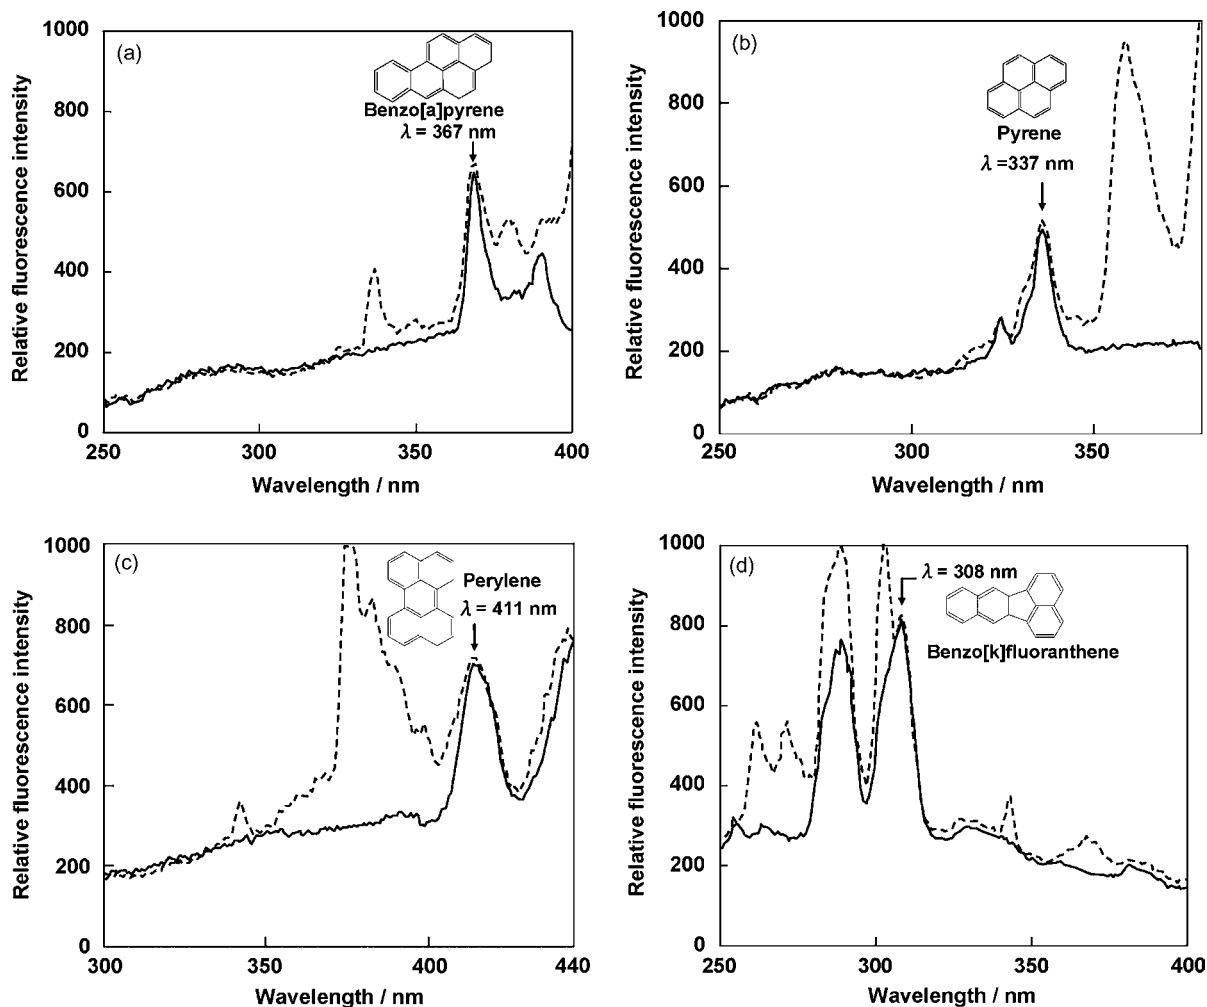 (a)
Relative fluorescence intensity
1000
800
600
400
200
0
Benzo[a]pyrene
λ = 367 nm
250
300
350
400
Wavelength / nm
(b)
Relative fluorescence intensity
1000
800
600
400
200
0
Pyrene
λ =337 nm
250
300
350
Wavelength / nm
(c)
Relative fluorescence intensity
1000
800
600
400
200
0
Perylene
λ = 411 nm
300
350
400
440
Wavelength / nm
(d)
Relative fluorescence intensity
1000
800
600
400
200
0
λ = 308 nm
Benzo[k]fluoranthene
250
300
350
400
Wavelength / nm